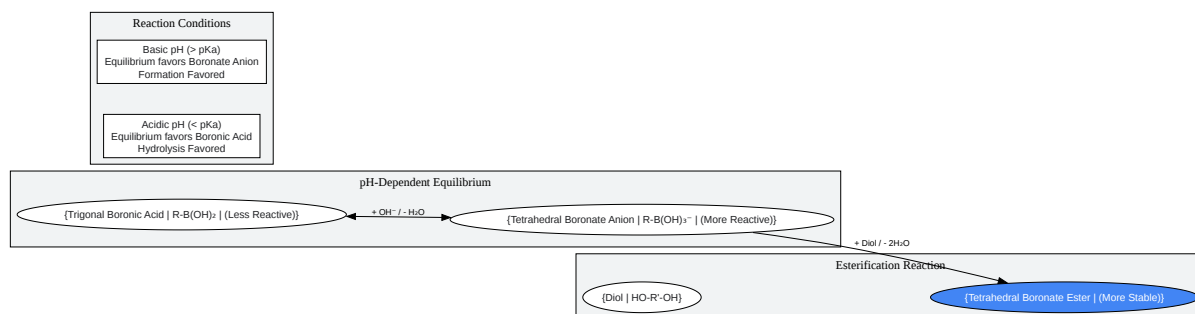 Reaction Conditions
Basic pH (> pKa)
Equilibrium favors Boronate Anion
Formation Favored
Acidic pH (< pKa)
Equilibrium favors Boronic Acid
Hydrolysis Favored
pH-Dependent Equilibrium
{Trigonal Boronic Acid | R-B(OH)₂ | (Less Reactive)}
+ OH⁻ / - H₂O
{Tetrahedral Boronate Anion | R-B(OH)₃⁻ | (More Reactive)}
+ Diol / - 2H₂O
Esterification Reaction
{Diol | HO-R'-OH}
{Tetrahedral Boronate Ester | (More Stable)}